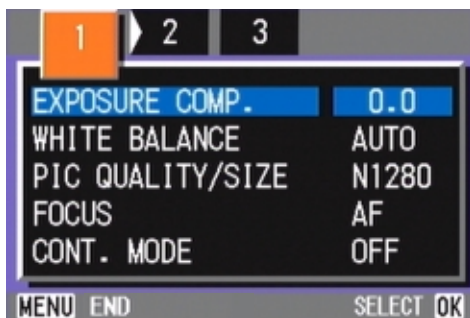 1 2 3
EXPOSURE COMP. 0.0
WHITE BALANCE AUTO
PIC QUALITY/SIZE N1280
FOCUS AF
CONT. MODE OFF
MENU END SELECT OK